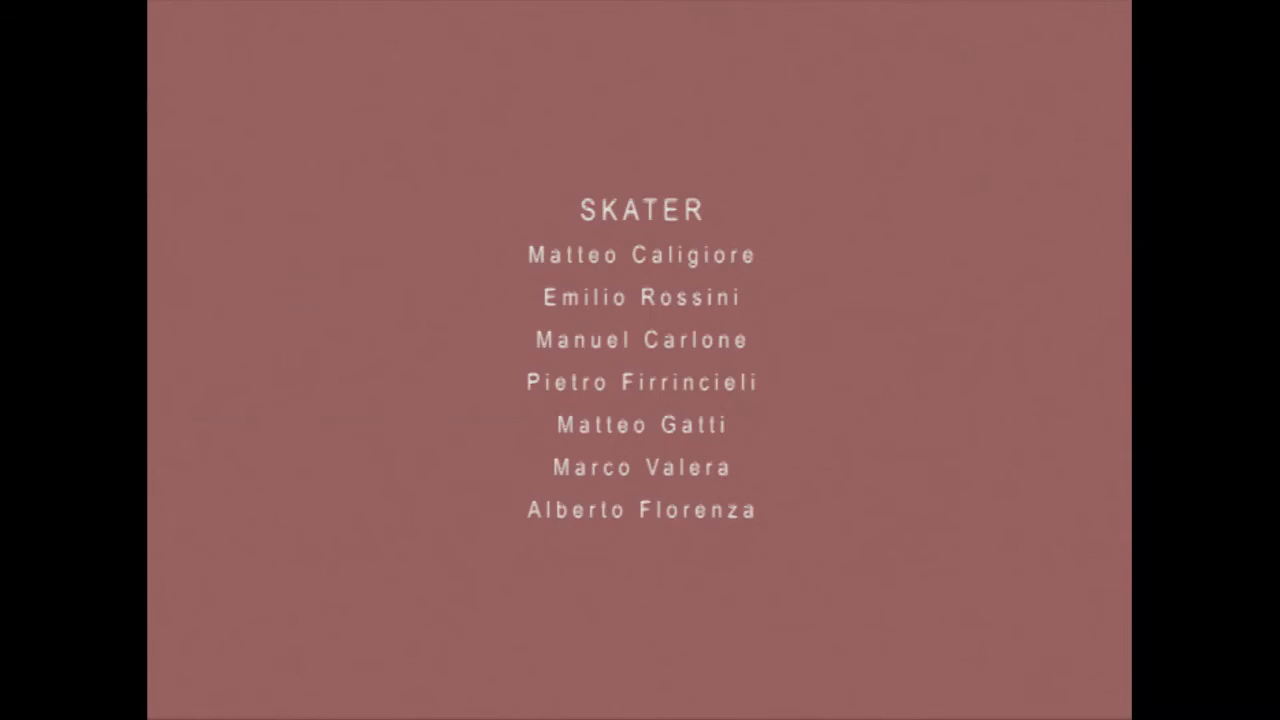 SKATER
Matteo Caligiore
Emilio Rossini
Manuel Carlone
Pietro Firrincieli
Matteo Gatti
Marco Valera
Alberto Florenza